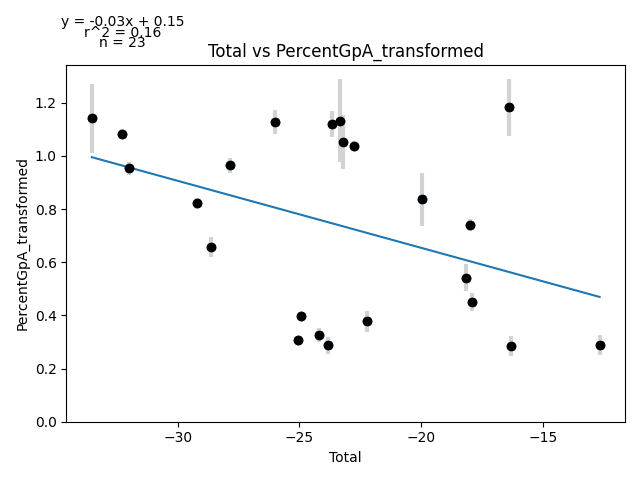 y = -0.03x + 0.15
r^2 = 0.16
n = 23
Total vs PercentGpA_transformed
PercentGpA_transformed
1.2
1.0
0.8
0.6
0.4
0.2
0.0
−30
−25
−20
−15
Total